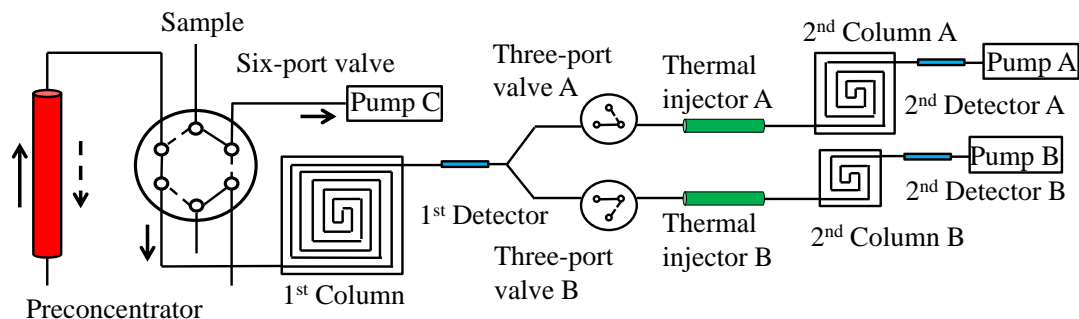 Sample
Six-port valve
Pump C
Preconcentrator
1st Column
1st Detector
Three-port
valve A
Three-port
valve B
Thermal
injector A
Thermal
injector B
2nd Column A
Pump A
2nd Detector A
Pump B
2nd Detector B
2nd Column B